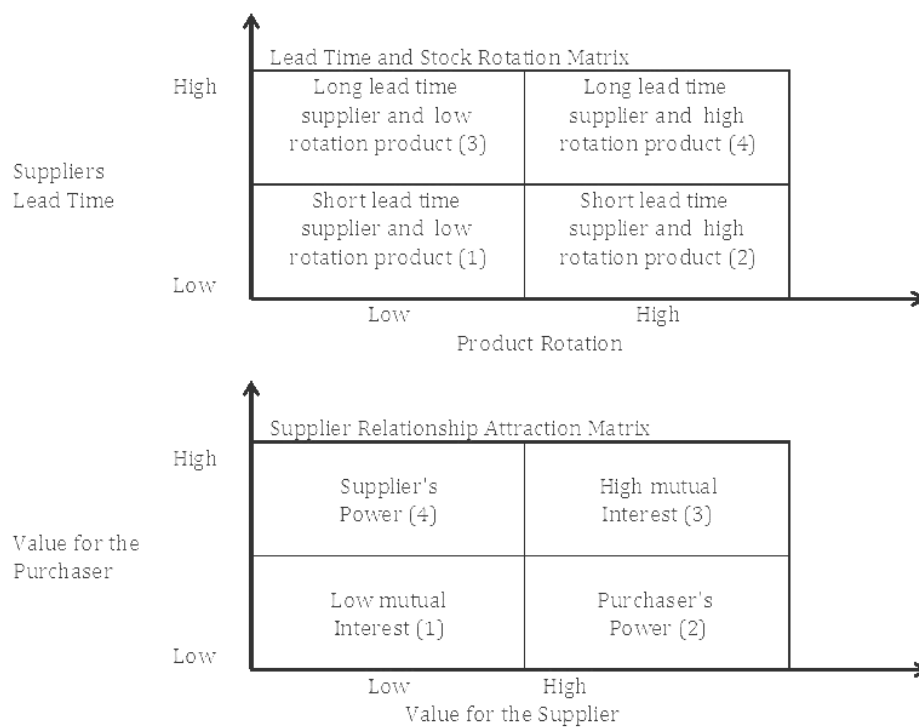 Lead Time and Stock Rotation Matrix
High
Long lead time
supplier and low
rotation product (3)
Long lead time
supplier and high
rotation product (4)
Suppliers
Lead Time
Short lead time
supplier and low
rotation product (1)
Short lead time
supplier and high
rotation product (2)
Low
Low
High
Product Rotation
Supplier Relationship Attraction Matrix
High
Supplier's
Power (4)
High mutual
Interest (3)
Value for the
Purchaser
Low mutual
Interest (1)
Purchaser's
Power (2)
Low
Low
High
Value for the Supplier